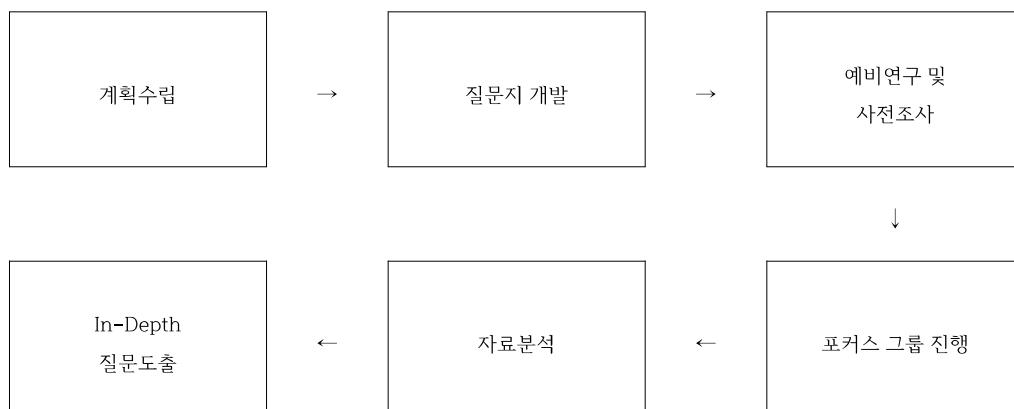 계획수립
→
질문지 개발
→
예비연구 및
사전조사
↓
포커스 그룹 진행
←
자료분석
←
In-Depth
질문도출